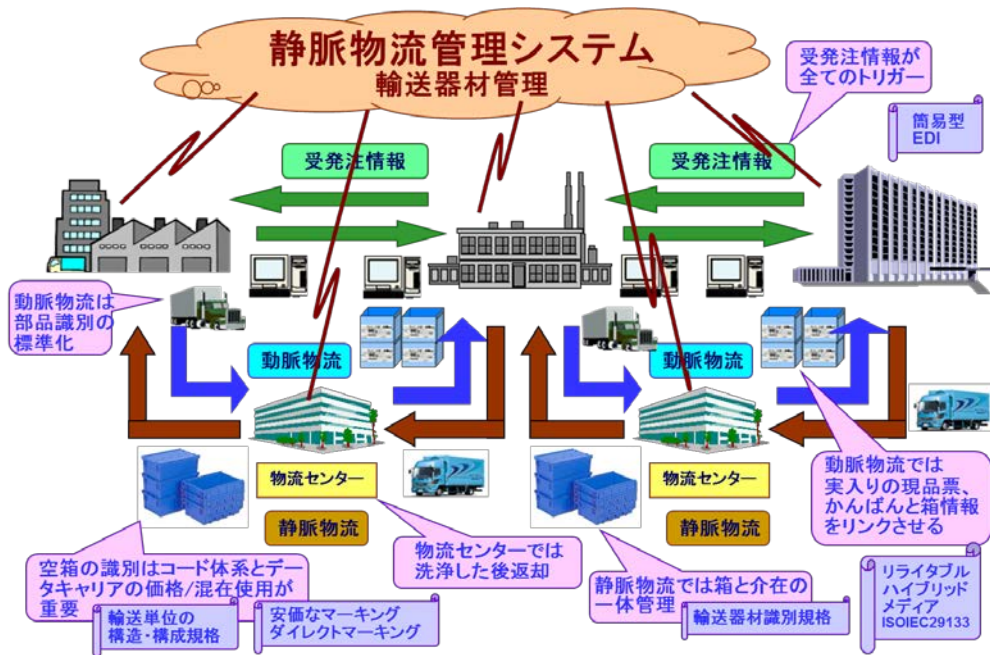 静脈物流管理システム
輸送器材管理
受発注情報が
全てのトリガー
簡易型
EDI
受発注情報
受発注情報
動脈物流は
部品識別の
標準化
動脈物流
動脈物流
物流センター
物流センター
静脈物流
静脈物流
動脈物流では
実入りの現品票、
かんばんと箱情報
をリンクさせる
空箱の識別はコード体系とデー
タキャリアの価格/混在使用が
重要
物流センターでは
洗浄した後返却
静脈物流では箱と介在の
一体管理
輸送単位の
構造・構成規格
安価なマーキング
ダイレクトマーキング
輸送器材識別規格
リライタブル
ハイブリッド
メディア
ISOIEC29133